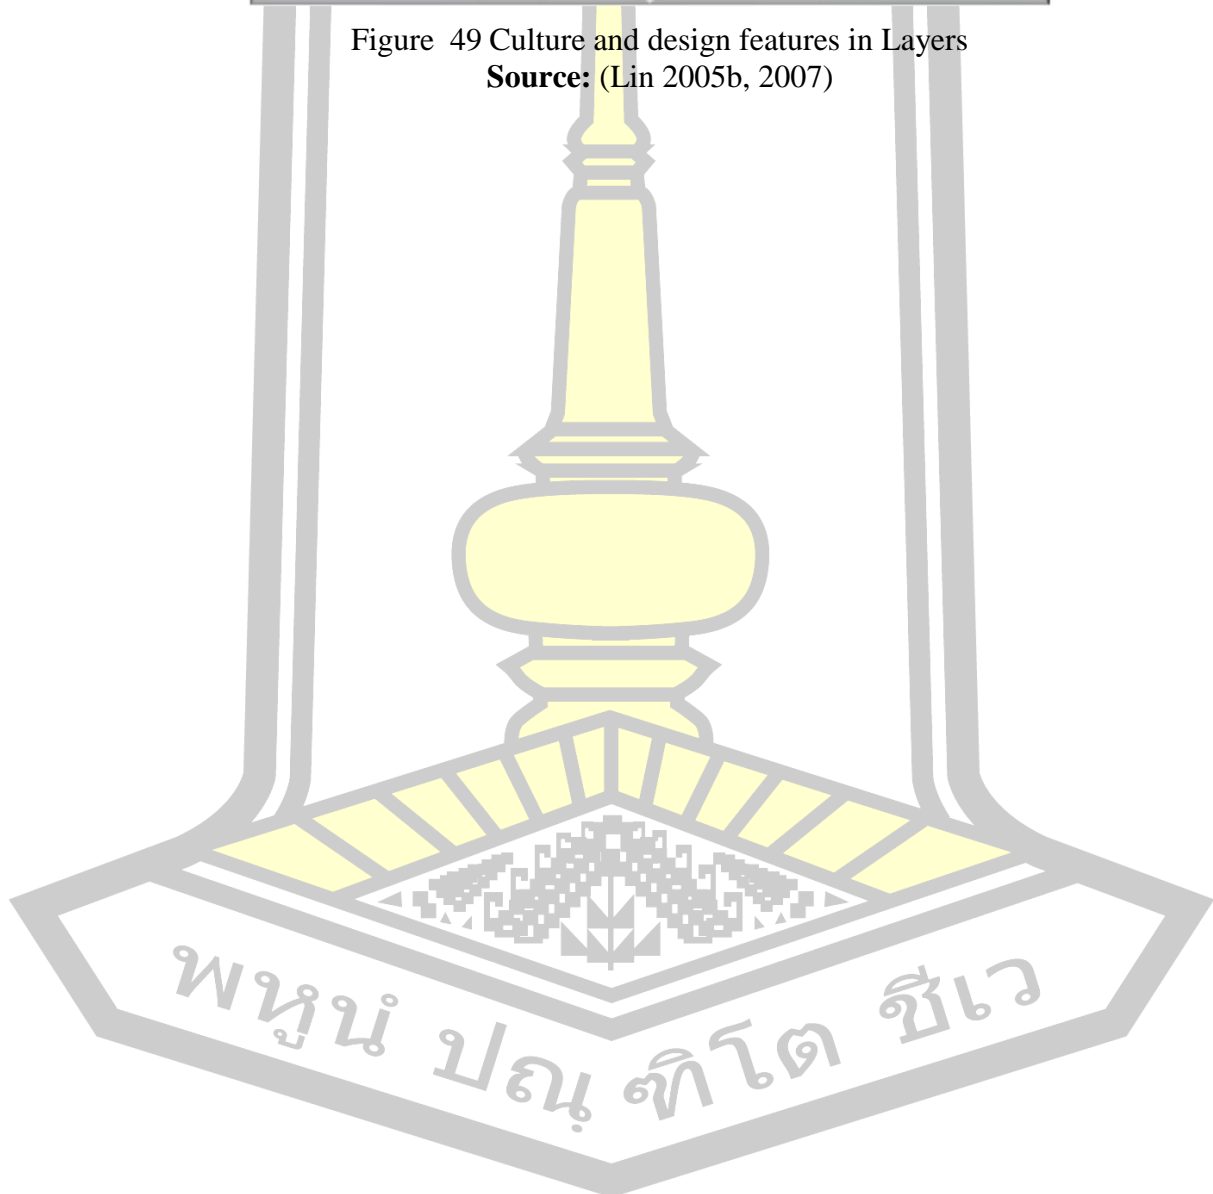 Figure  49 Culture and design features in Layers
Source: (Lin 2005b, 2007)
พหูนํ ปณฺฑิโต ชีเว